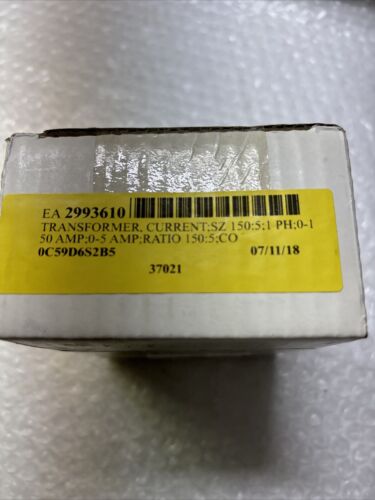 EA 2993610
TRANSFORMER, CURRENT;SZ 150:5;1 PH;0-1
50 AMP;0-5 AMP;RATIO 150:5;CO
0C59D6S2B5 07/11/18
37021